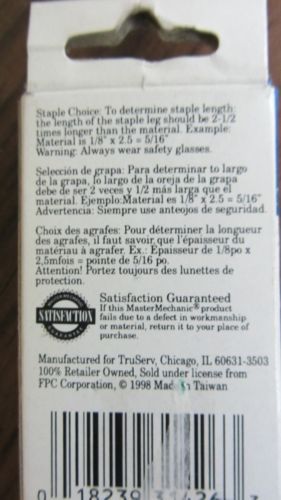 Staple Choice: To determine staple length:
the length of the staple leg should be 2-1/2
times longer than the material. Example:
Material is 1/8" x 2.5 = 5/16"
Warning: Always wear safety glasses.
Selección de grapa: Para determinar to largo
de la grapa, lo largo de la oreja de la grapa
debe de ser 2 veces y 1/2 más larga que el
material. Ejemplo:Material es 1/8" x 2.5 = 5/16"
Advertencia: Siempre use anteojos de seguridad.
Choix des agrafes: Pour déterminer la longueur
des agrafes, il faut savoir que l'épaisseur du
matériau à agrafer. Ex.: Epaisseur de 1/8po x
2,5mfois = pointe de 5/16 po.
Attention! Portez toujours des lunettes de
protection.
SATISFACTION
GUARANTEE
Satisfaction Guaranteed
If this MasterMechanic® product
fails due to a defect in workmanship
or material, return it to your place of
purchase.
Manufactured for TruServ, Chicago, IL 60631-3503
100% Retailer Owned, Sold under license from
FPC Corporation, © 1998 Made in Taiwan
0 18239